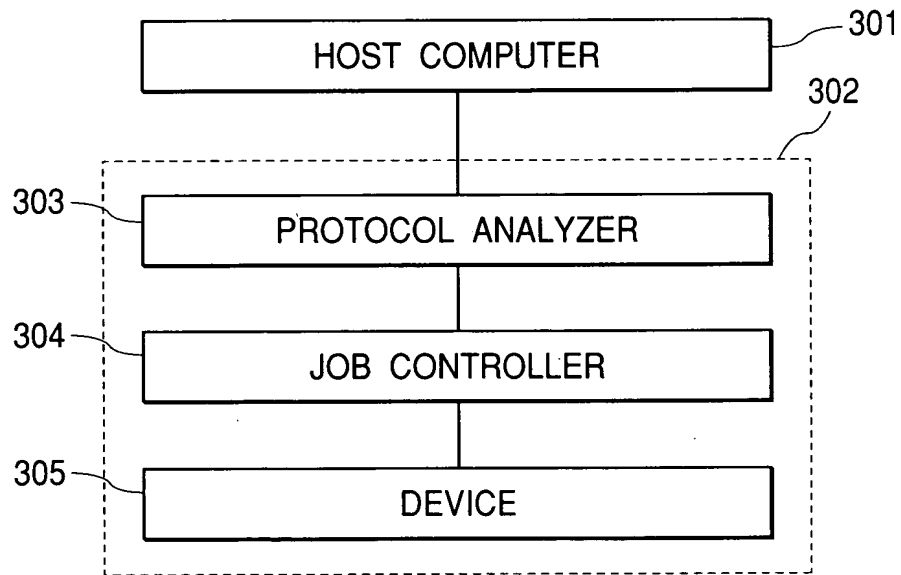 HOST COMPUTER
301
302
303
PROTOCOL ANALYZER
304
JOB CONTROLLER
305
DEVICE